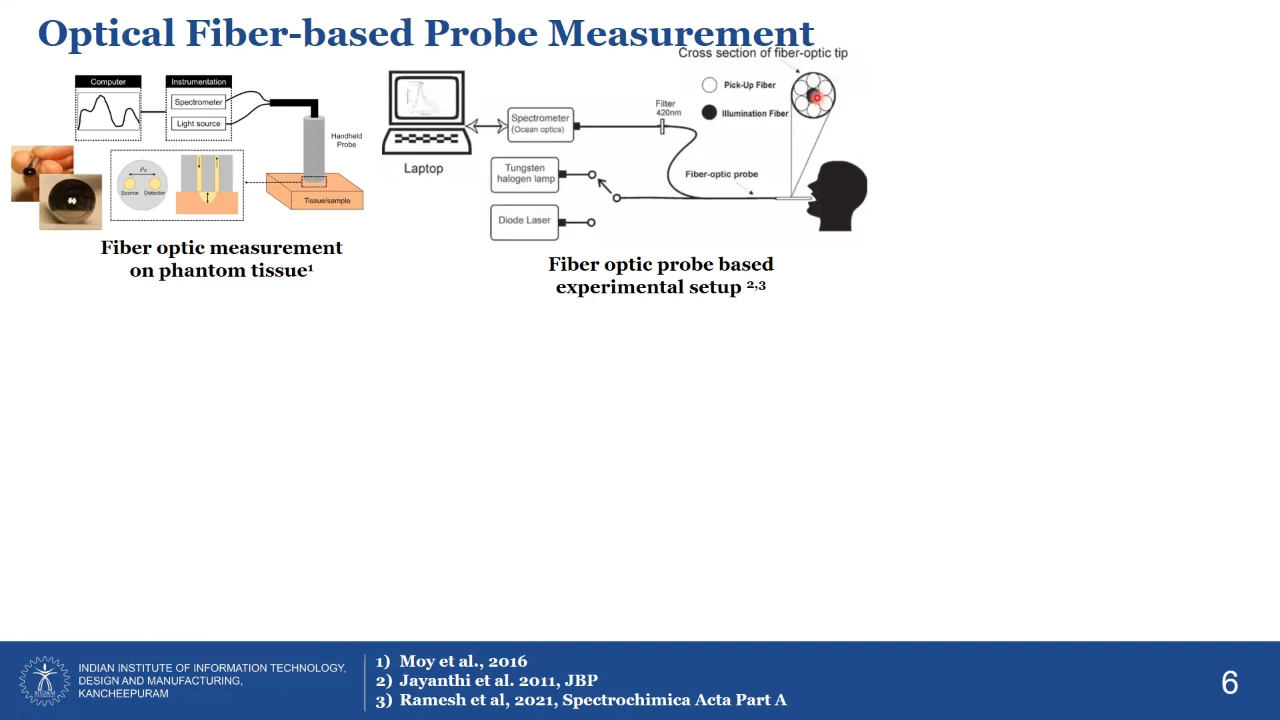 Optical Fiber-based Probe Measurement
Computer
Instrumentation
Spectrometer
Light source
Handheld
Probe
ρ₀
Source
Detector
Tissue/sample
Fiber optic measurement
on phantom tissue¹
Cross section of fiber-optic tip
Pick-Up Fiber
Illumination Fiber
Filter
420nm
Spectrometer
(Ocean optics)
Laptop
Tungsten
halogen lamp
Fiber-optic probe
Diode Laser
Fiber optic probe based
experimental setup ²,³
INDIAN INSTITUTE OF INFORMATION TECHNOLOGY,
DESIGN AND MANUFACTURING,
KANCHEEPURAM
1) Moy et al., 2016
2) Jayanthi et al. 2011, JBP
3) Ramesh et al, 2021, Spectrochimica Acta Part A
6